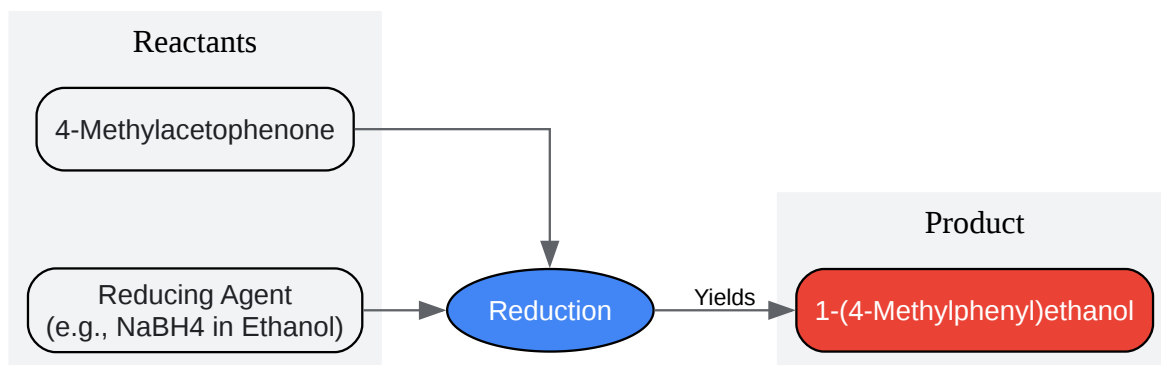 Reactants
4-Methylacetophenone
Reducing Agent
(e.g., NaBH4 in Ethanol)
Reduction
Yields
Product
1-(4-Methylphenyl)ethanol